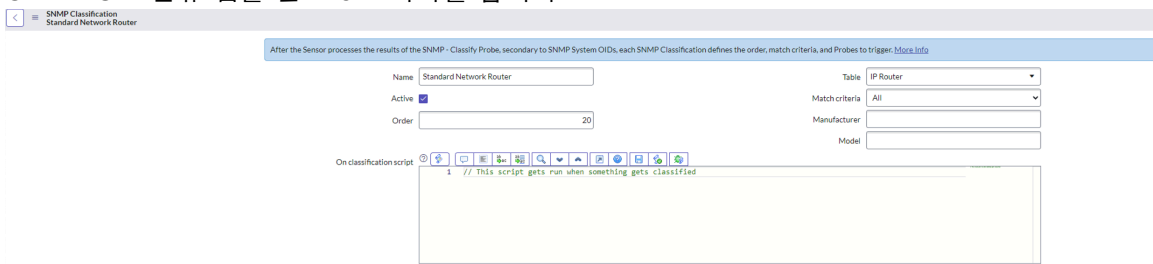 SNMP Classification
Standard Network Router
After the Sensor processes the results of the SNMP - Classify Probe, secondary to SNMP System OIDs, each SNMP Classification defines the order, match criteria, and Probes to trigger. More Info
Name Standard Network Router
Table IP Router
Active
Match criteria All
Order 20
Manufacturer
Model
On classification script
1 // This script gets run when something gets classified